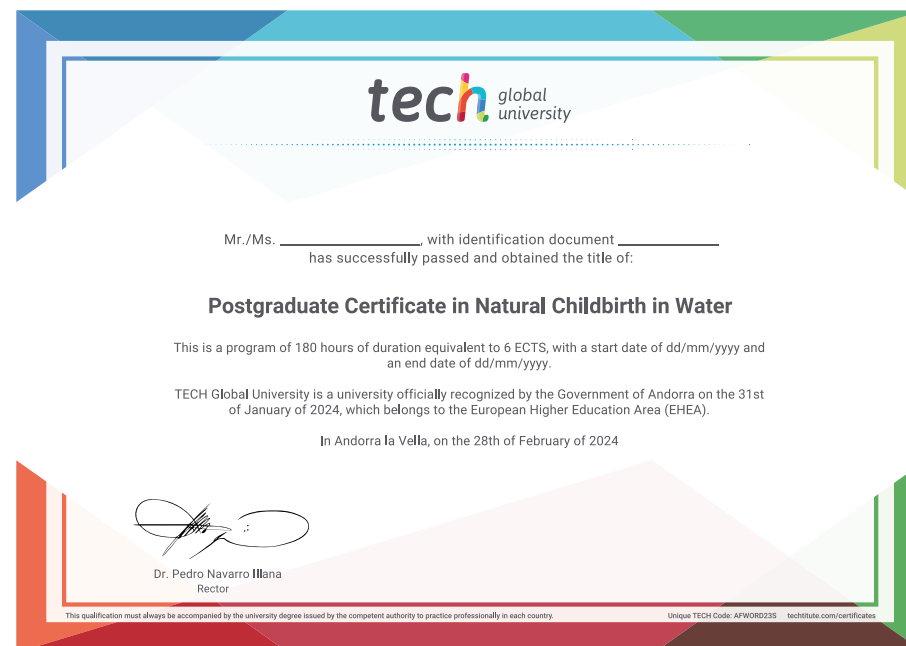 tech global university
Mr./Ms. ____________, with identification document ____________
has successfully passed and obtained the title of:
Postgraduate Certificate in Natural Childbirth in Water
This is a program of 180 hours of duration equivalent to 6 ECTS, with a start date of dd/mm/yyyy and
an end date of dd/mm/yyyy.
TECH Global University is a university officially recognized by the Government of Andorra on the 31st
of January of 2024, which belongs to the European Higher Education Area (EHEA).
In Andorra la Vella, on the 28th of February of 2024
Dr. Pedro Navarro Illana
Rector
This qualification must always be accompanied by the university degree issued by the competent authority to practice professionally in each country.
Unique TECH Code: AFWORD23S techtitute.com/certificates